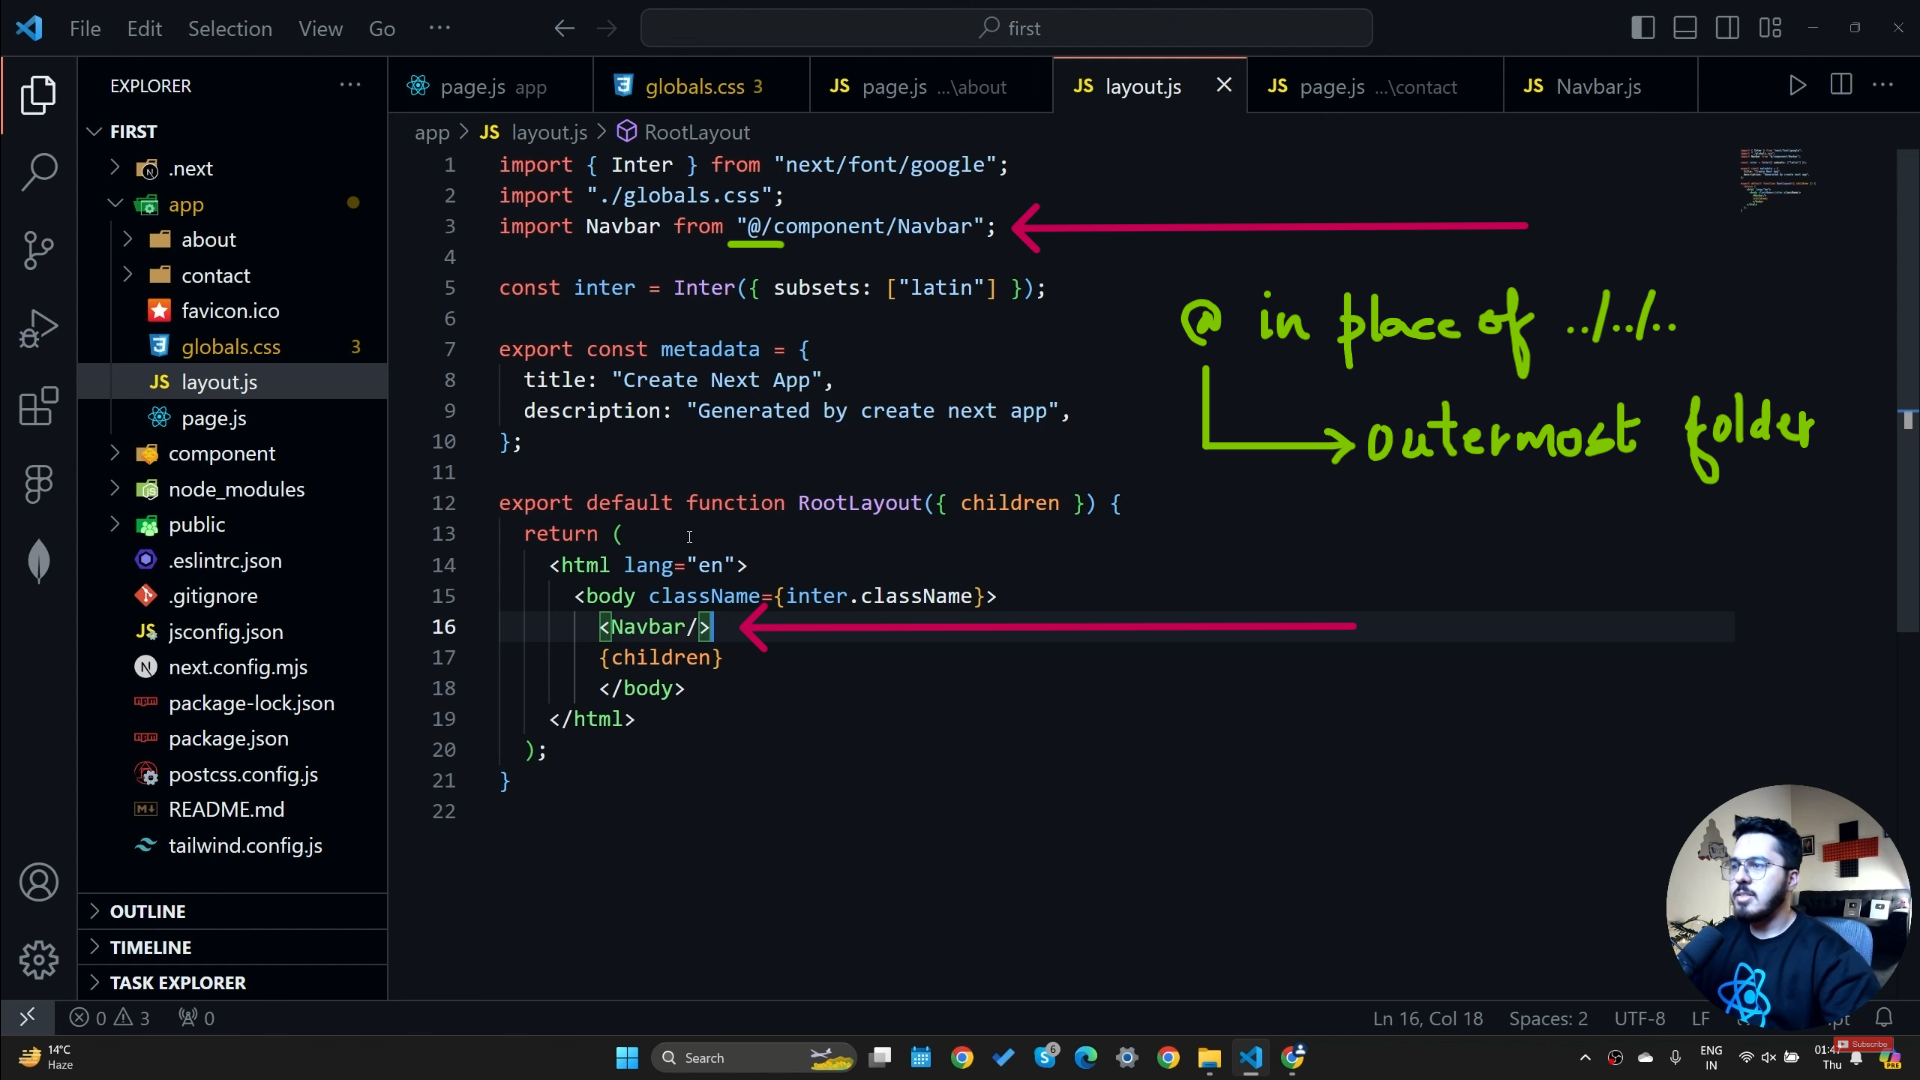 File Edit Selection View Go ··· first
EXPLORER ···
FIRST
.next
app
about
contact
favicon.ico
globals.css 3
layout.js
page.js
component
node_modules
public
.eslintrc.json
.gitignore
jsconfig.json
next.config.mjs
package-lock.json
package.json
postcss.config.js
README.md
tailwind.config.js
OUTLINE
TIMELINE
TASK EXPLORER
page.js app globals.css 3 JS page.js ...\about JS layout.js JS page.js ...\contact JS Navbar.js
app > JS layout.js > RootLayout
1 import { Inter } from "next/font/google";
2 import "./globals.css";
3 import Navbar from "@/component/Navbar";
4
5 const inter = Inter({ subsets: ["latin"] });
6
7 export const metadata = {
8 title: "Create Next App",
9 description: "Generated by create next app",
10 };
11
12 export default function RootLayout({ children }) {
13 return (
14 <html lang="en">
15 <body className={inter.className}>
16 <Navbar/>
17 {children}
18 </body>
19 </html>
20 );
21 }
22
@ in place of ../../..
outermost folder
0 3 0
Ln 16, Col 18 Spaces: 2 UTF-8 LF
14°C
Haze
Search
6
ENG
IN
Thu
Subscribe
PRE